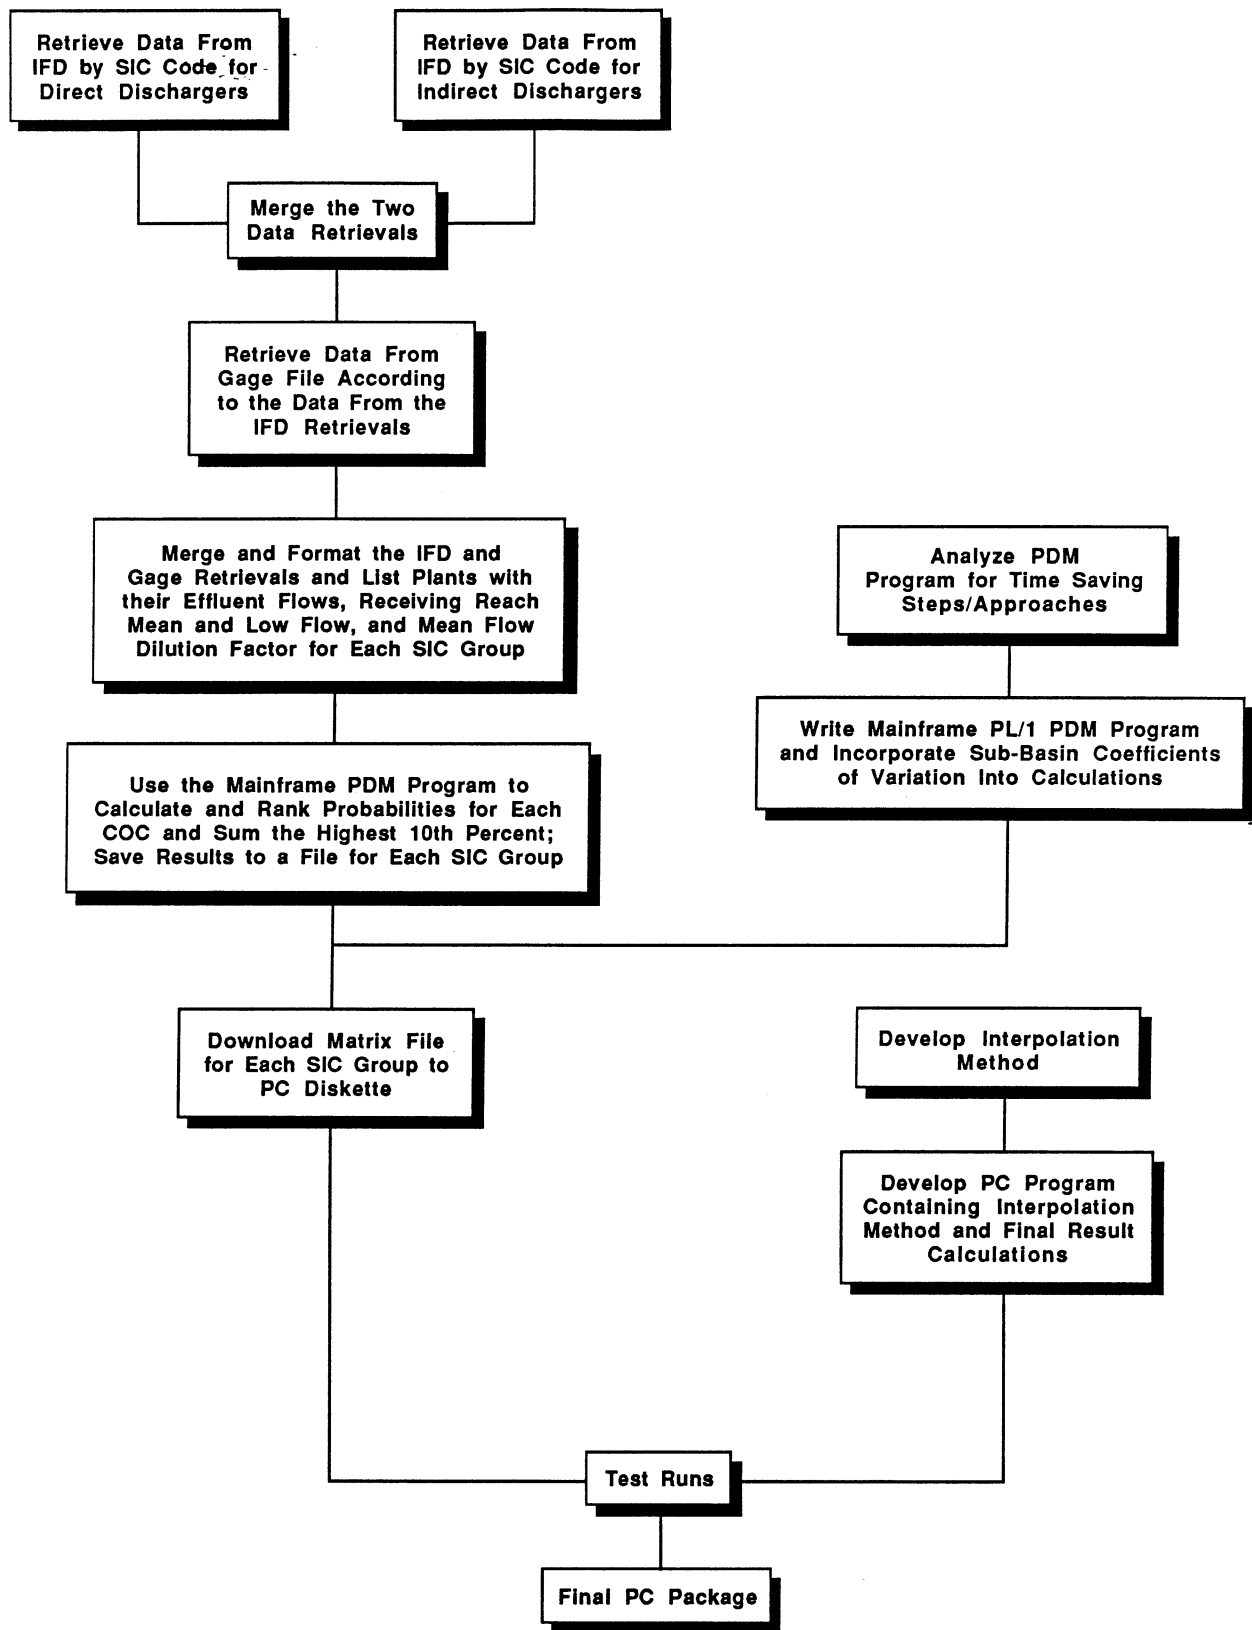 Retrieve Data From
IFD by SIC Code for
Direct Dischargers
Retrieve Data From
IFD by SIC Code for
Indirect Dischargers
Merge the Two
Data Retrievals
Retrieve Data From
Gage File According
to the Data From the
IFD Retrievals
Merge and Format the IFD and
Gage Retrievals and List Plants with
their Effluent Flows, Receiving Reach
Mean and Low Flow, and Mean Flow
Dilution Factor for Each SIC Group
Analyze PDM
Program for Time Saving
Steps/Approaches
Write Mainframe PL/1 PDM Program
and Incorporate Sub-Basin Coefficients
of Variation Into Calculations
Use the Mainframe PDM Program to
Calculate and Rank Probabilities for Each
COC and Sum the Highest 10th Percent;
Save Results to a File for Each SIC Group
Download Matrix File
for Each SIC Group to
PC Diskette
Develop Interpolation
Method
Develop PC Program
Containing Interpolation
Method and Final Result
Calculations
Test Runs
Final PC Package